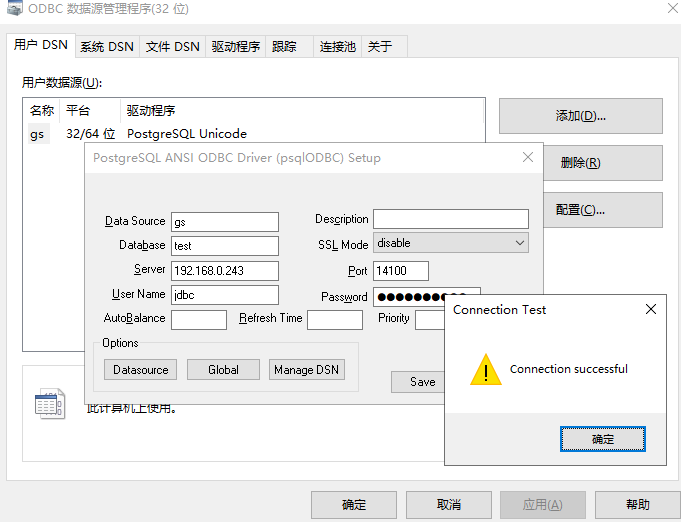 ODBC 数据源管理程序(32 位)
用户 DSN 系统 DSN 文件 DSN 驱动程序 跟踪 连接池 关于
用户数据源(U):
名称 平台 驱动程序
gs 32/64 位 PostgreSQL Unicode
添加(D)...
删除(R)
配置(C)...
PostgreSQL ANSI ODBC Driver (psqlODBC) Setup
Data Source gs Description
Database test SSL Mode disable
Server 192.168.0.243 Port 14100
User Name jdbc Password ●●●●●●●●●●
AutoBalance Refresh Time Priority
Options
Datasource Global Manage DSN
Save
Connection Test
Connection successful
确定
此计算机上使用。
确定 取消 应用(A) 帮助